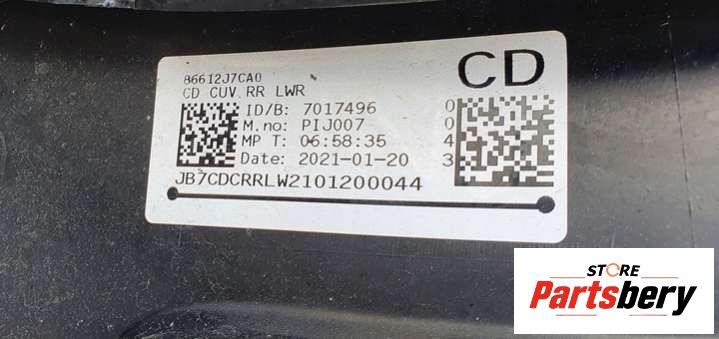 86612J7CA0
CD CUV RR LWR
CD
ID/B: 7017496
M.no: PIJ007
MP T: 06:58:35
Date: 2021-01-20
0
0
4
3
JB7CDCRRLW2101200044
STORE
Partsbery